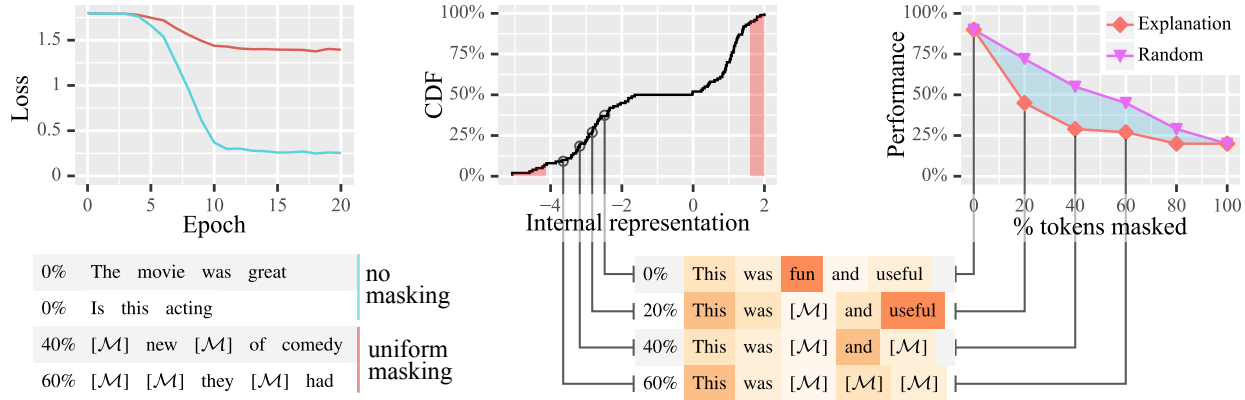 Loss
1.5
1
0.5
0
0 5 10 15 20
Epoch
CDF
100%
75%
50%
25%
0%
−4 −2 0 2
Internal representation
Performance
100%
75%
50%
25%
0%
0 20 40 60 80 100
% tokens masked
Explanation
Random
0% The movie was great
0% Is this acting
no
masking
40% [ℳ] new [ℳ] of comedy
60% [ℳ] [ℳ] they [ℳ] had
uniform
masking
0% This was fun and useful
20% This was [ℳ] and useful
40% This was [ℳ] and [ℳ]
60% This was [ℳ] [ℳ] [ℳ]